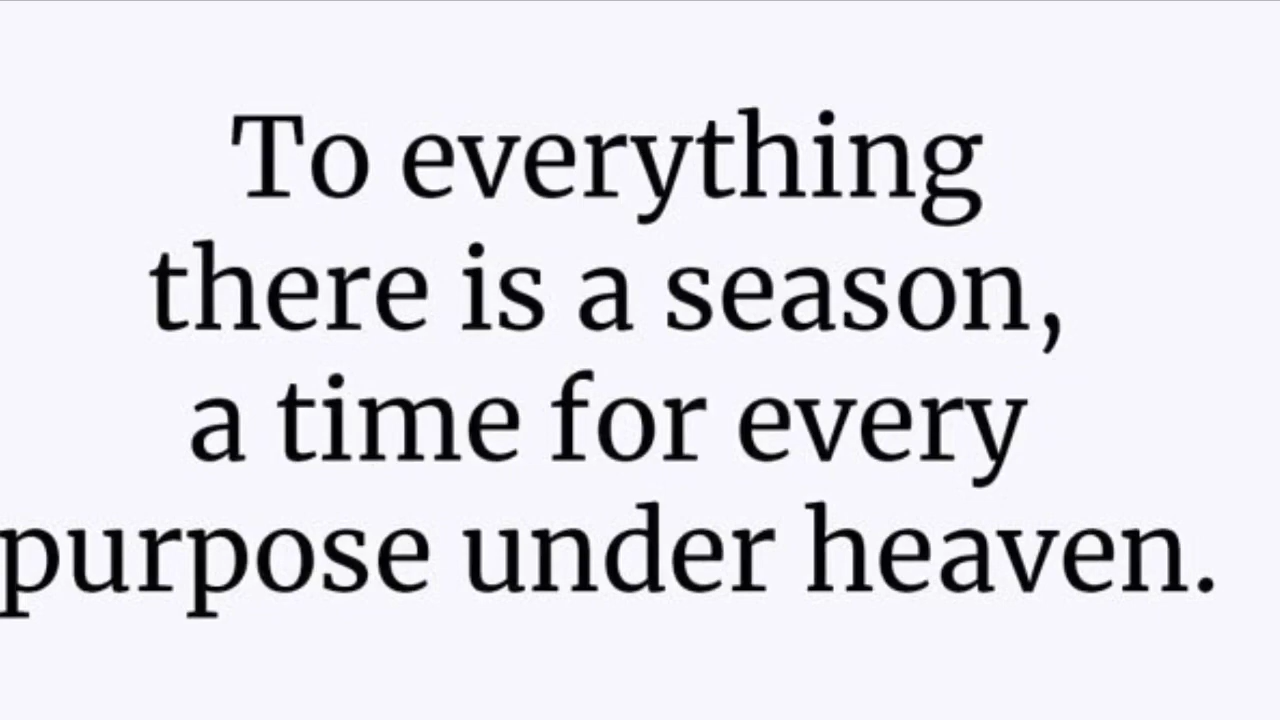 To everything
there is a season,
a time for every
purpose under heaven.